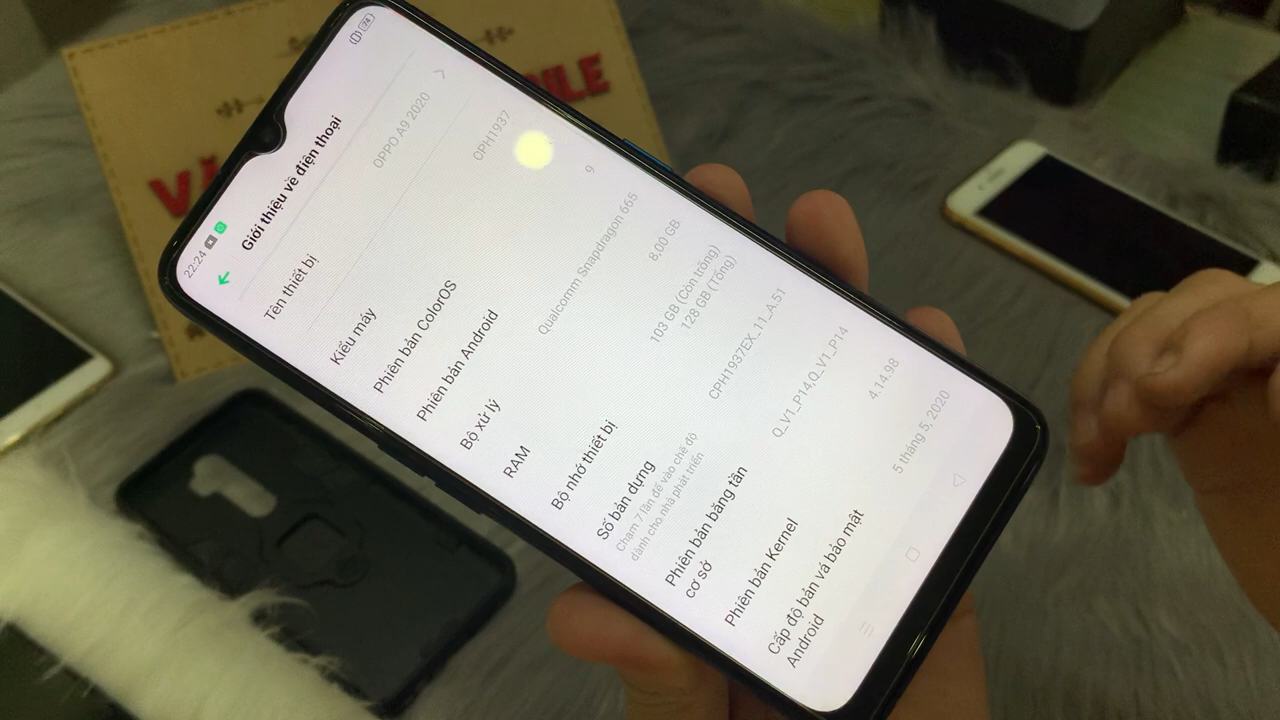 22:24
74
Giới thiệu về điện thoại
Tên thiết bị
OPPO A9 2020
Kiểu máy
CPH1937
Phiên bản ColorOS
Phiên bản Android
9
Bộ xử lý
Qualcomm Snapdragon 665
RAM
8,00 GB
Bộ nhớ thiết bị
103 GB (Còn trống)
128 GB (Tổng)
Số bản dựng
CPH1937EX_11_A.51
Chạm 7 lần để vào chế độ
dành cho nhà phát triển
Phiên bản băng tần
cơ sở
Q_V1_P14,Q_V1_P14
Phiên bản Kernel
4.14.98
Cấp độ bản vá bảo mật
Android
5 tháng 5, 2020